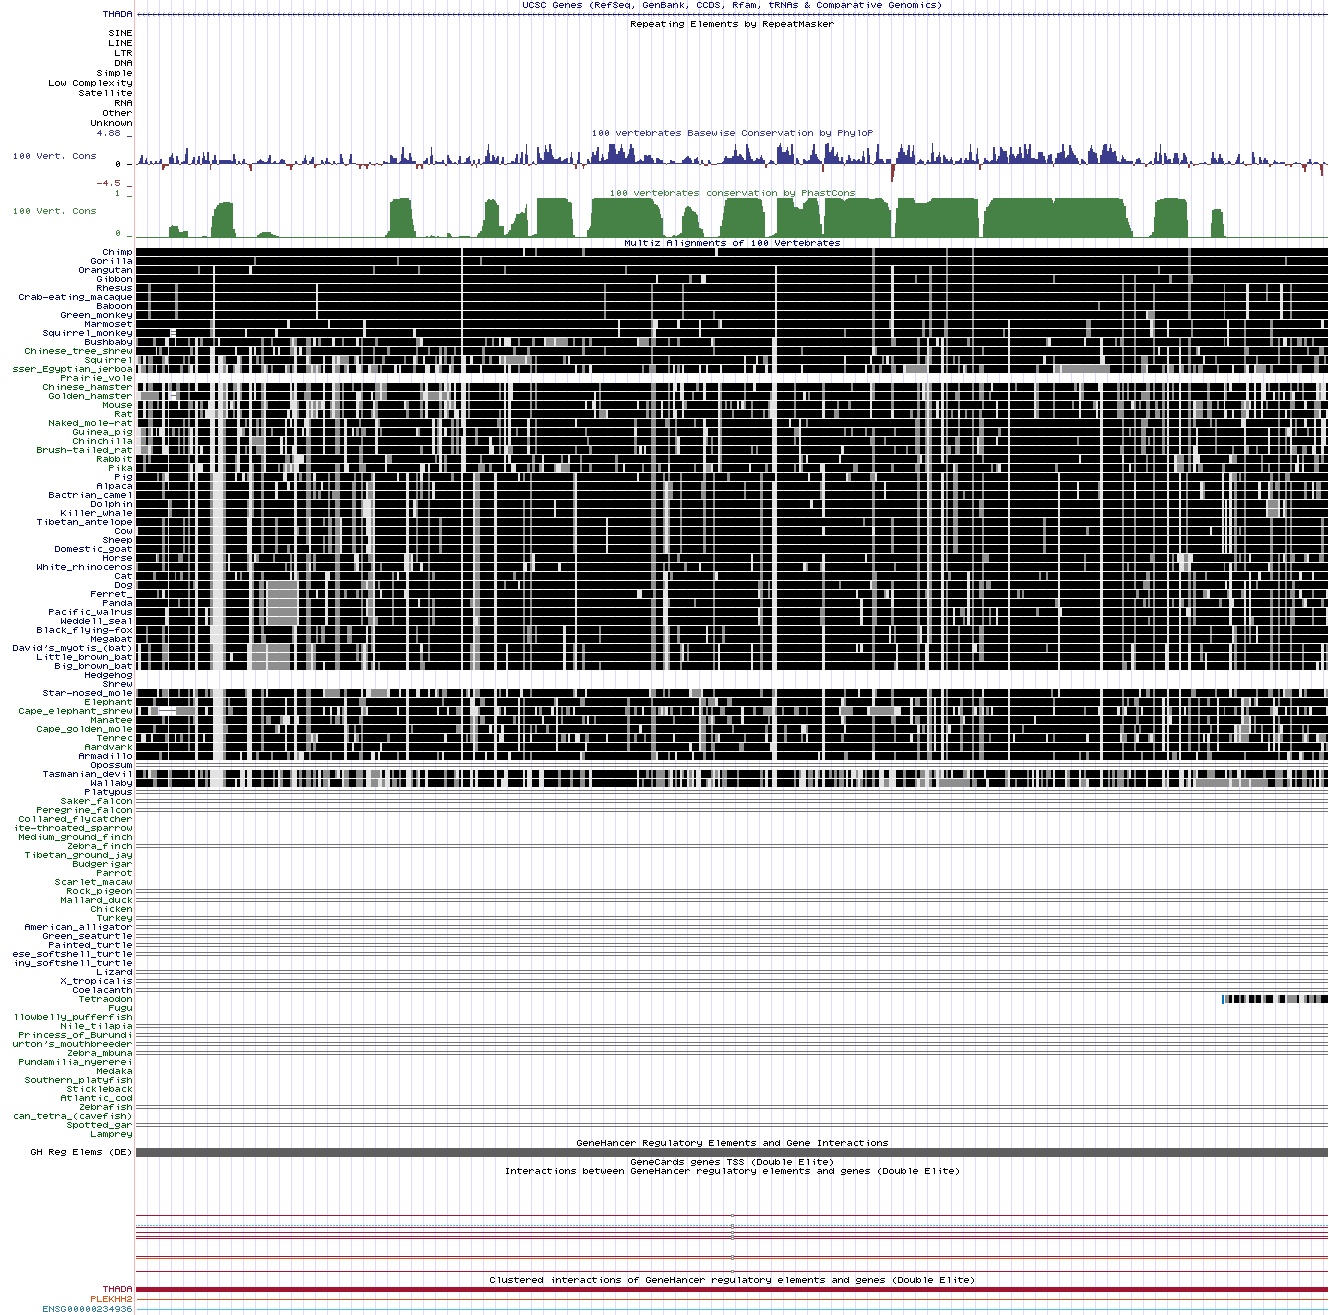 UCSC Genes (RefSeq, GenBank, CCDS, Rfam, tRNAs & Comparative Genomics)
THADA
Repeating Elements by RepeatMasker
SINE
LINE
LTR
DNA
Simple
Low Complexity
Satellite
RNA
Other
Unknown
4.88 _
100 vertebrates Basewise Conservation by PhyloP
100 Vert. Cons
0 _
-4.5 _
1 _
100 vertebrates conservation by PhastCons
100 Vert. Cons
0 _
Multiz Alignments of 100 Vertebrates
Chimp
Gorilla
Orangutan
Gibbon
Rhesus
Crab-eating_macaque
Baboon
Green_monkey
Marmoset
Squirrel_monkey
Bushbaby
Chinese_tree_shrew
Squirrel
sser_Egyptian_jerboa
Prairie_vole
Chinese_hamster
Golden_hamster
Mouse
Rat
Naked_mole-rat
Guinea_pig
Chinchilla
Brush-tailed_rat
Rabbit
Pika
Pig
Alpaca
Bactrian_camel
Dolphin
Killer_whale
Tibetan_antelope
Cow
Sheep
Domestic_goat
Horse
White_rhinoceros
Cat
Dog
Ferret_
Panda
Pacific_walrus
Weddell_seal
Black_flying-fox
Megabat
David's_myotis_(bat)
Little_brown_bat
Big_brown_bat
Hedgehog
Shrew
Star-nosed_mole
Elephant
Cape_elephant_shrew
Manatee
Cape_golden_mole
Tenrec
Aardvark
Armadillo
Opossum
Tasmanian_devil
Wallaby
Platypus
Saker_falcon
Peregrine_falcon
Collared_flycatcher
ite-throated_sparrow
Medium_ground_finch
Zebra_finch
Tibetan_ground_jay
Budgerigar
Parrot
Scarlet_macaw
Rock_pigeon
Mallard_duck
Chicken
Turkey
American_alligator
Green_seaturtle
Painted_turtle
ese_softshell_turtle
iny_softshell_turtle
Lizard
X_tropicalis
Coelacanth
Tetraodon
Fugu
llowbelly_pufferfish
Nile_tilapia
Princess_of_Burundi
urton's_mouthbreeder
Zebra_mbuna
Pundamilia_nyererei
Medaka
Southern_platyfish
Stickleback
Atlantic_cod
Zebrafish
can_tetra_(cavefish)
Spotted_gar
Lamprey
GeneHancer Regulatory Elements and Gene Interactions
GH Reg Elems (DE)
GeneCards genes TSS (Double Elite)
Interactions between GeneHancer regulatory elements and genes (Double Elite)
Clustered interactions of GeneHancer regulatory elements and genes (Double Elite)
THADA
PLEKHH2
ENSG00000234936